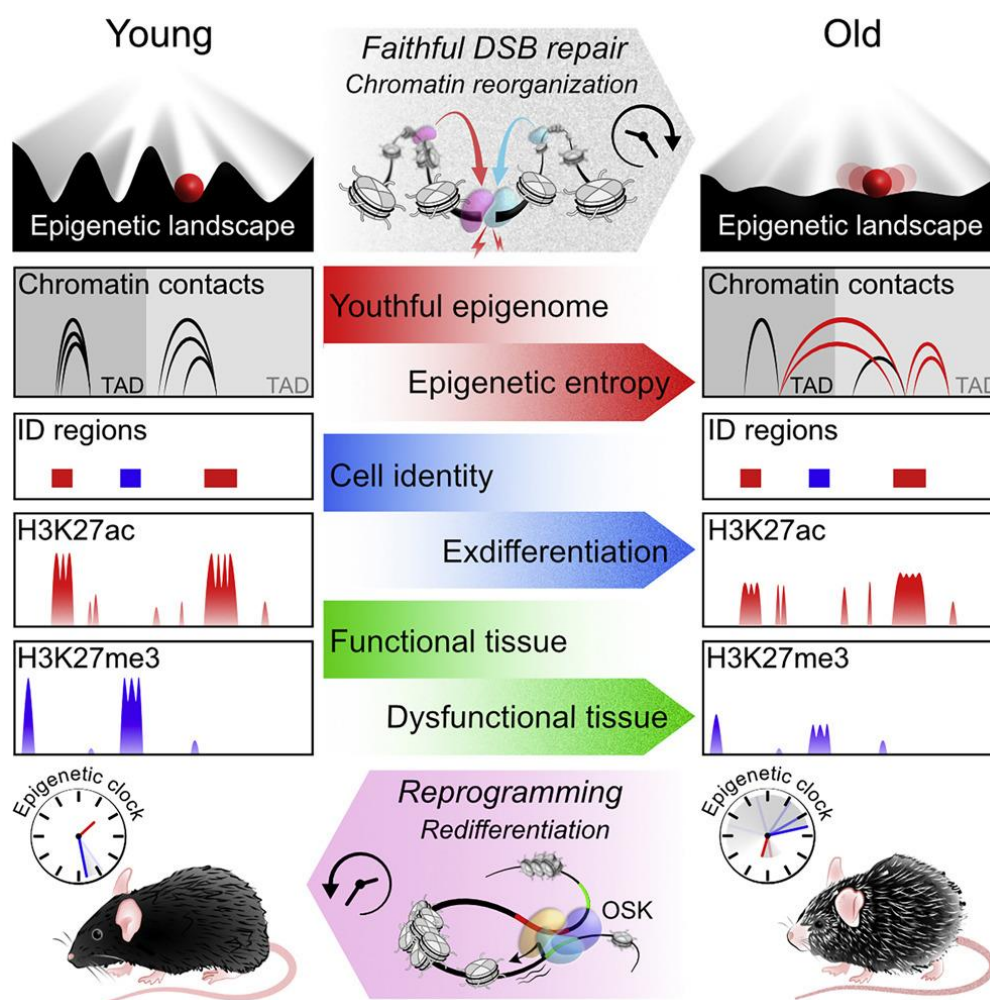 Young
Faithful DSB repair
Chromatin reorganization
Old
Epigenetic landscape
Epigenetic landscape
Chromatin contacts
TAD
TAD
Youthful epigenome
Epigenetic entropy
Chromatin contacts
TAD
TAD
ID regions
Cell identity
ID regions
H3K27ac
Exdifferentiation
H3K27ac
Functional tissue
H3K27me3
Dysfunctional tissue
H3K27me3
Epigenetic clock
Reprogramming
Redifferentiation
OSK
Epigenetic clock